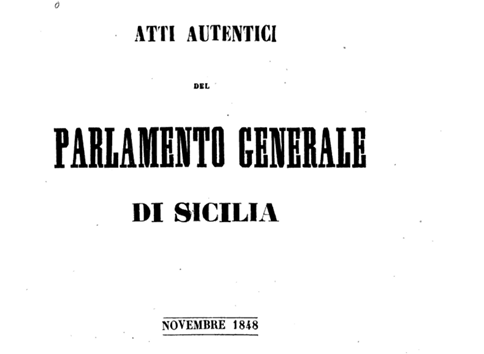 ATTI AUTENTICI
DEL
PARLAMENTO GENERALE
DI SICILIA
NOVEMBRE 1848